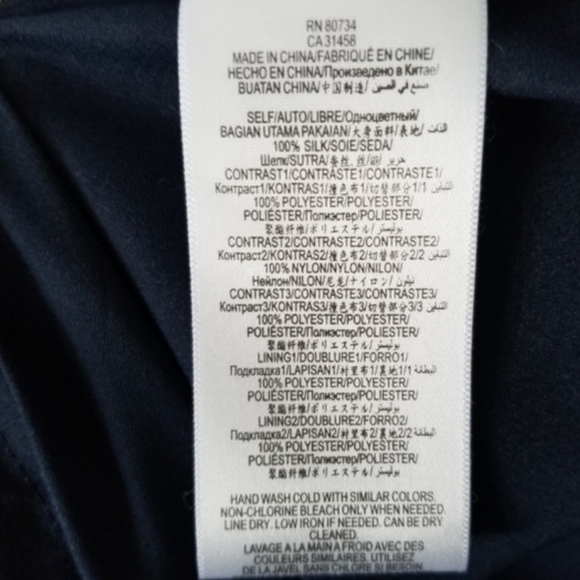 RN 80734
CA 31458
MADE IN CHINA/FABRIQUÉ EN CHINE/
HECHO EN CHINA/Произведено в Китае/
BUATAN CHINA/中国制造/ صنع في الصين
SELF/AUTO/LIBRE/Одноцветный/
BAGIAN UTAMA PAKAIAN/大身面料/表地/ الذات
100% SILK/SOIE/SEDA/
Шелк/SUTRA/蚕丝/絹/ حرير
CONTRAST1/CONTRASTE1/CONTRASTE1/
Контраст1/KONTRAS1/撞色布1/切替部分1/1 التباين
100% POLYESTER/POLYESTER/
POLIÉSTER/Полиэстер/POLIESTER/
聚酯纤维/ポリエステル/ بوليستر
CONTRAST2/CONTRASTE2/CONTRASTE2/
Контраст2/KONTRAS2/撞色布2/切替部分2/2 التباين
100% NYLON/NYLON/NILON/
Нейлон/NILON/尼龙/ナイロン/ نيلون
CONTRAST3/CONTRASTE3/CONTRASTE3/
Контраст3/KONTRAS3/撞色布3/切替部分3/3 التباين
100% POLYESTER/POLYESTER/
POLIÉSTER/Полиэстер/POLIESTER/
聚酯纤维/ポリエステル/ بوليستر
LINING1/DOUBLURE1/FORRO1/
Подкладка1/LAPISAN1/衬里布1/裏地1/1 البطانة
100% POLYESTER/POLYESTER/
POLIÉSTER/Полиэстер/POLIESTER/
聚酯纤维/ポリエステル/ بوليستر
LINING2/DOUBLURE2/FORRO2/
Подкладка2/LAPISAN2/衬里布2/裏地2/2 البطانة
100% POLYESTER/POLYESTER/
POLIÉSTER/Полиэстер/POLIESTER/
聚酯纤维/ポリエステル/ بوليستر
HAND WASH COLD WITH SIMILAR COLORS.
NON-CHLORINE BLEACH ONLY WHEN NEEDED.
LINE DRY. LOW IRON IF NEEDED. CAN BE DRY
CLEANED.
LAVAGE A LA MAIN A FROID AVEC DES
COULEURS SIMILAIRES. UTILISEZ
DE LA JAVEL SANS CHLORE SI BESOIN.